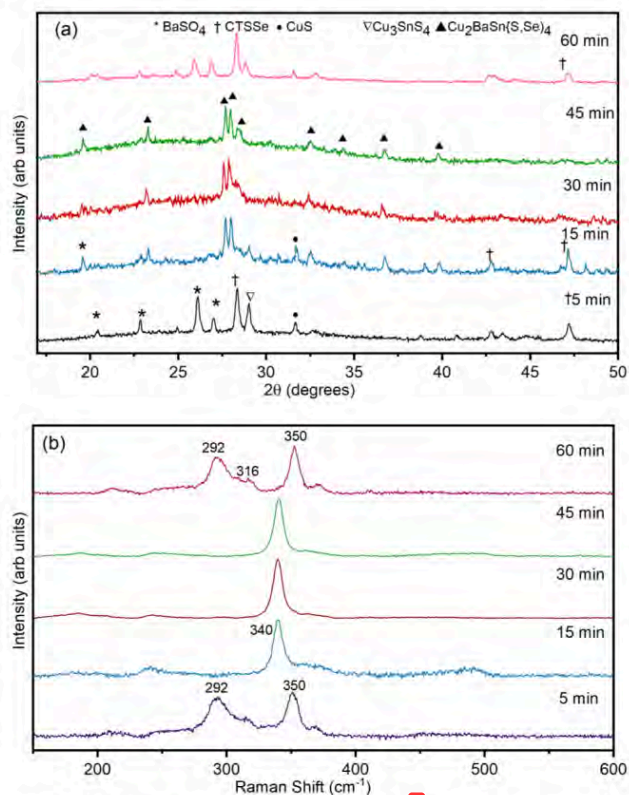 (a)
* BaSO4 † CTSSe • CuS ▽Cu3SnS4 ▲Cu2BaSn{S,Se)4
60 min
†
45 min
30 min
15 min
* • † †
†5 min
* * * * † ▽ •
Intensity (arb units)
20 25 30 35 40 45 50
2θ (degrees)
(b)
292 316 350 60 min
45 min
30 min
340 15 min
292 350 5 min
Intensity (arb units)
200 300 400 500 600
Raman Shift (cm-1)